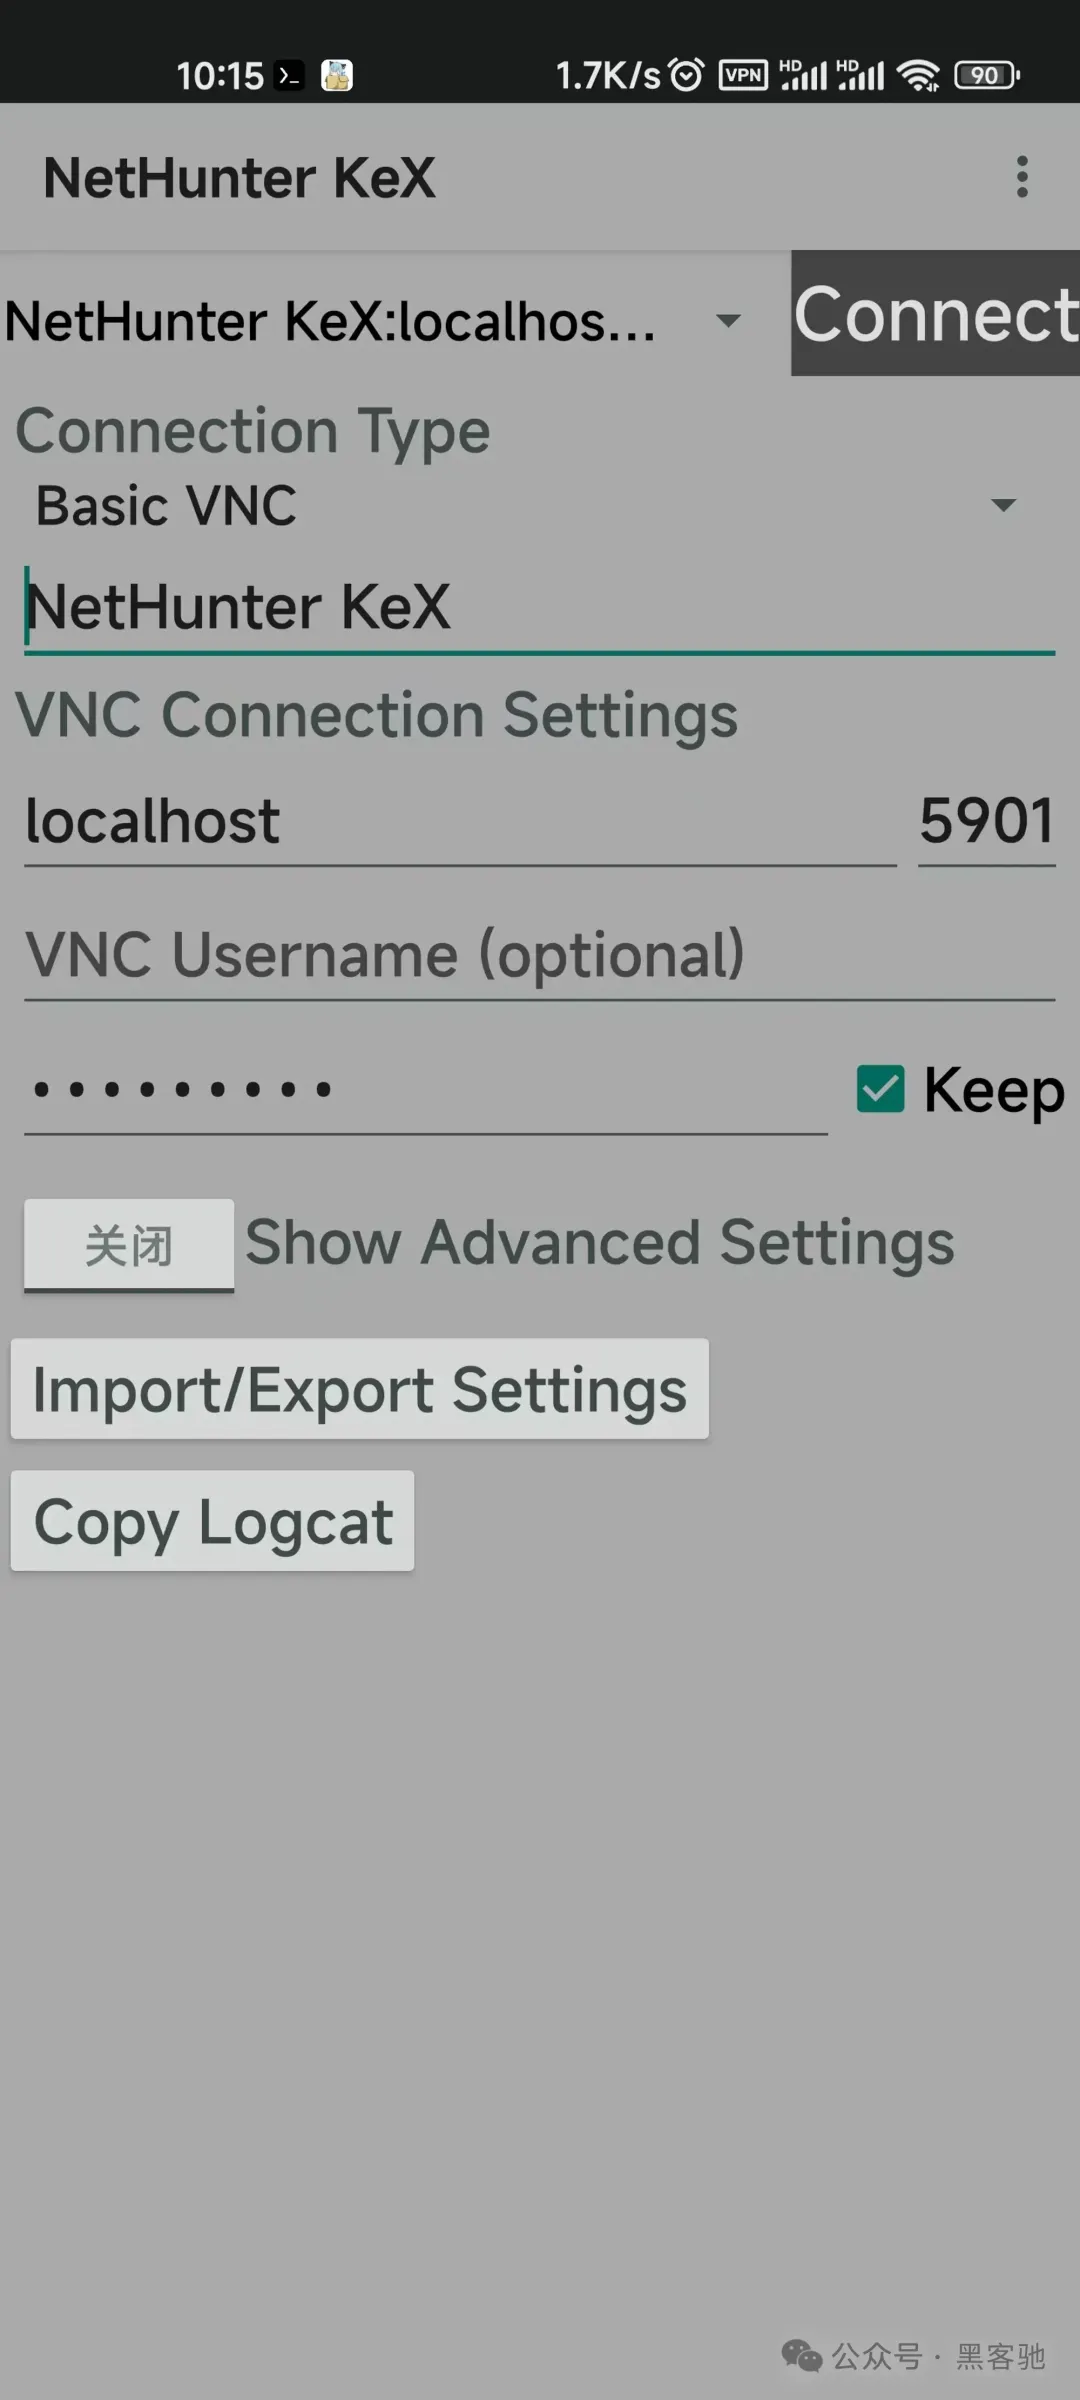 10:15 1.7K/s VPN HD HD 90
NetHunter KeX
NetHunter KeX:localhos... Connect
Connection Type
Basic VNC
NetHunter KeX
VNC Connection Settings
localhost 5901
VNC Username (optional)
•••••••••
Keep
关闭 Show Advanced Settings
Import/Export Settings
Copy Logcat
公众号 · 黑客驰